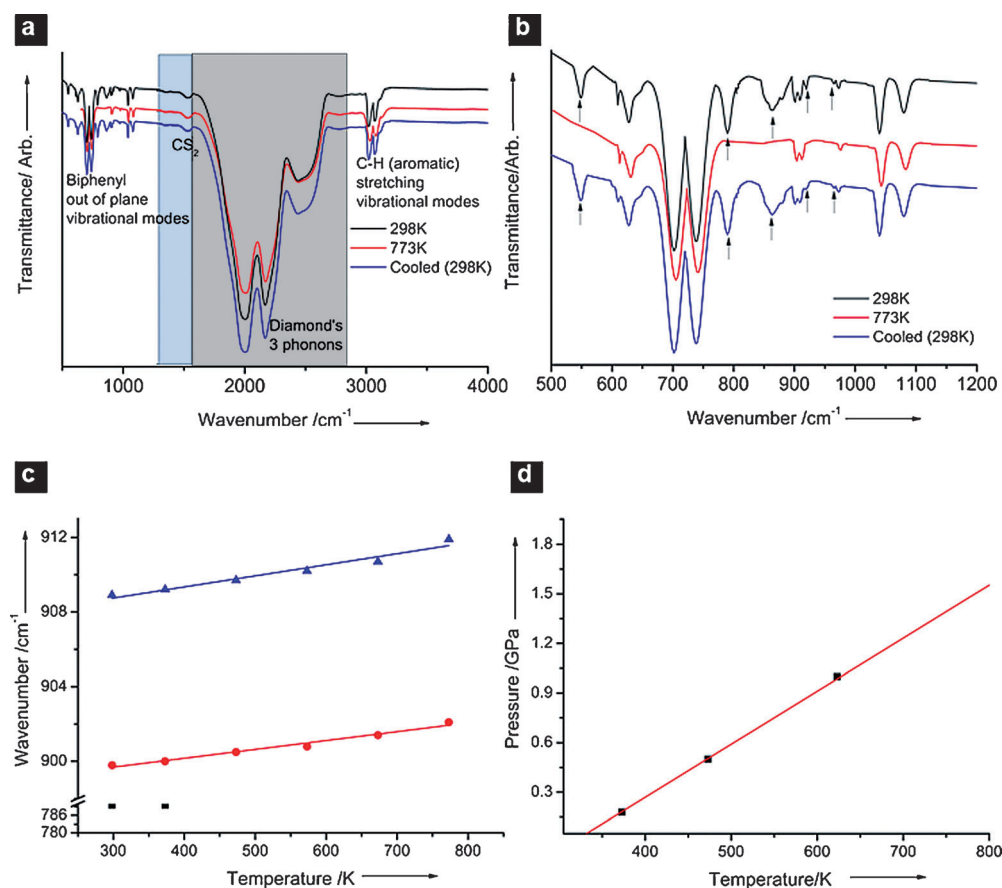 a
Transmittance/ Arb.
CS2
Biphenyl
out of plane
vibrational modes
C-H (aromatic)
stretching
vibrational modes
298K
773K
Cooled (298K)
Diamond's
3 phonons
1000 2000 3000 4000
Wavenumber /cm-1
b
Transmittance/Arb.
298K
773K
Cooled (298K)
500 600 700 800 900 1000 1100 1200
Wavenumber /cm-1
c
Wavenumber /cm-1
912
908
904
900
786
780
300 400 500 600 700 800
Temperature /K
d
Pressure /GPa
1.8
1.5
1.2
0.9
0.6
0.3
400 500 600 700 800
Temperature/K